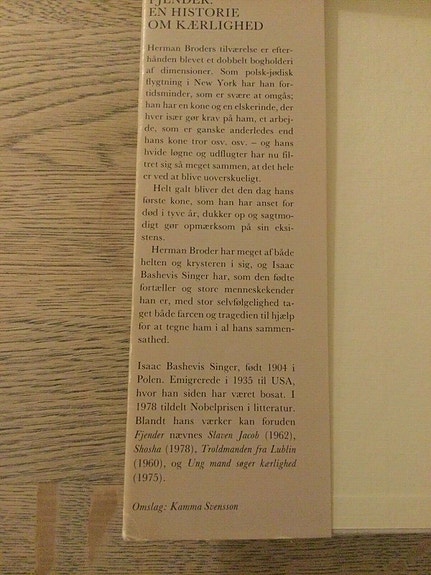 FJENDER.
EN HISTORIE
OM KÆRLIGHED
Herman Broders tilværelse er efter-
hånden blevet et dobbelt bogholderi
af dimensioner. Som polsk-jødisk
flygtning i New York har han for-
tidsminder, som er svære at omgås;
han har en kone og en elskerinde, der
hver især gør krav på ham, et arbej-
de, som er ganske anderledes end
hans kone tror osv. osv. – og hans
hvide løgne og udflugter har nu fil-
tret sig så meget sammen, at det hele
er ved at blive uoverskueligt.
Helt galt bliver det den dag hans
første kone, som han har anset for
død i tyve år, dukker op og sagtmo-
digt gør opmærksom på sin eksi-
stens.
Herman Broder har meget af både
helten og krysteren i sig, og Isaac
Bashevis Singer har, som den fødte
fortæller og store menneskekender
han er, med stor selvfølgelighed ta-
get både farcen og tragedien til hjælp
for at tegne ham i al hans sammen-
sathed.
Isaac Bashevis Singer, født 1904 i
Polen. Emigrerede i 1935 til USA,
hvor han siden har været bosat. I
1978 tildelt Nobelprisen i litteratur.
Blandt hans værker kan foruden
Fjender nævnes Slaven Jacob (1962),
Shosha (1978), Troldmanden fra Lublin
(1960), og Ung mand søger kærlighed
(1975).
Omslag: Kamma Svensson